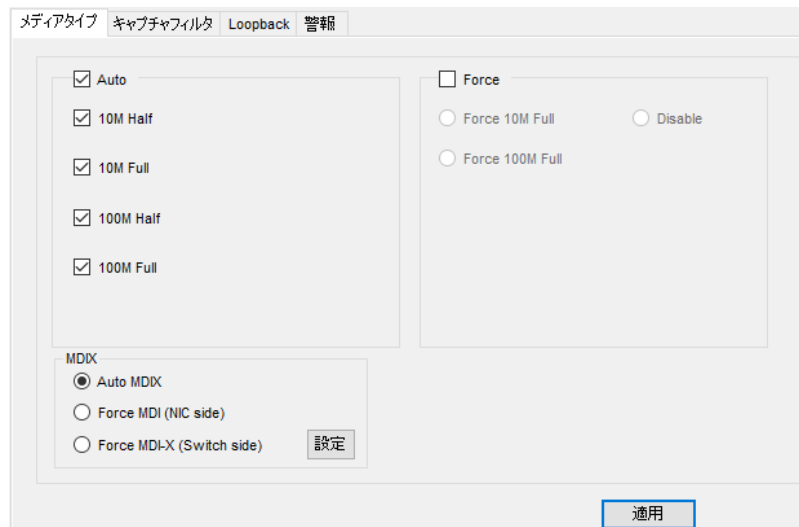 メディアタイプ キャプチャフィルタ Loopback 警報
Auto
10M Half
10M Full
100M Half
100M Full
Force
Force 10M Full Disable
Force 100M Full
MDIX
Auto MDIX
Force MDI (NIC side)
Force MDI-X (Switch side) 設定
適用